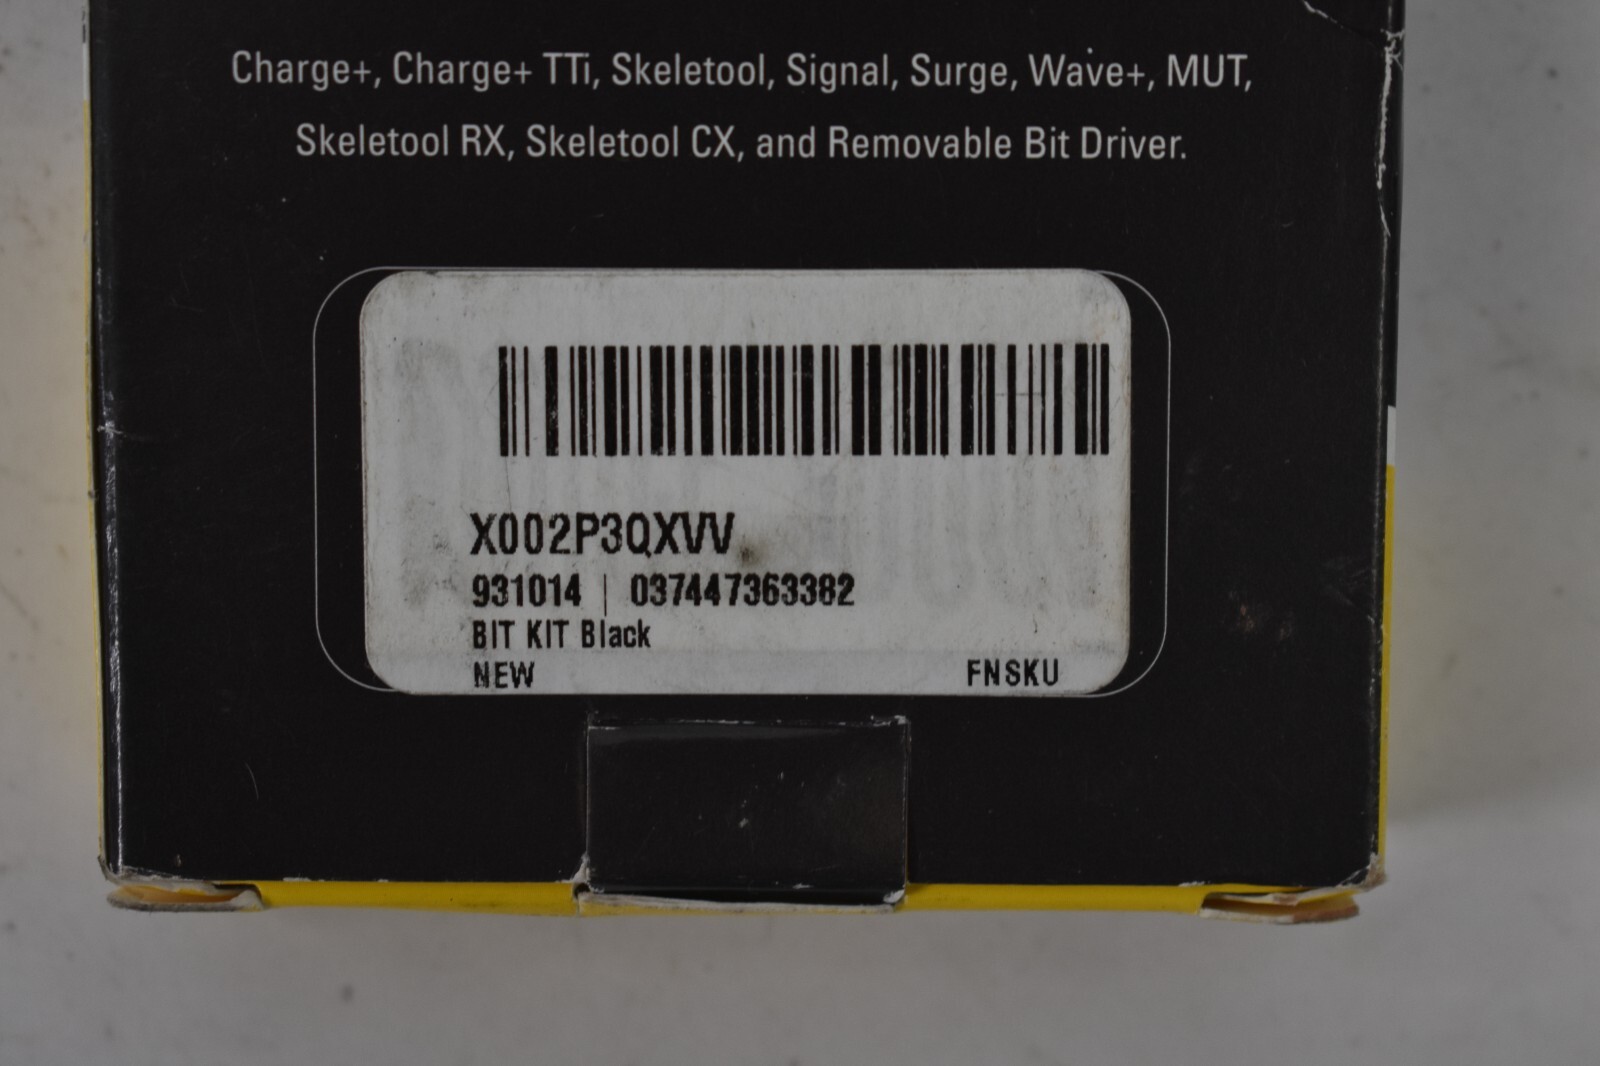 Charge+, Charge+ TTi, Skeletool, Signal, Surge, Wave+, MUT,
Skeletool RX, Skeletool CX, and Removable Bit Driver.
X002P3QXVV
931014 | 037447363382
BIT KIT Black
NEW FNSKU